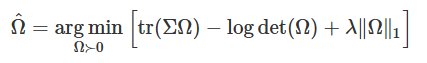 Ω̂ = arg min_{Ω≻0} [tr(ΣΩ) − log det(Ω) + λ‖Ω‖₁]